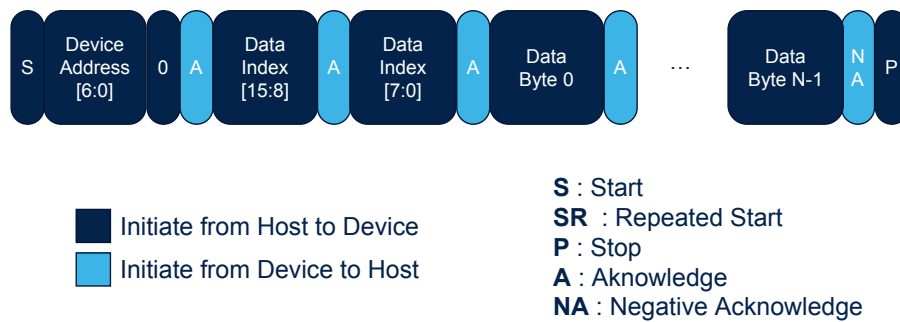 S
Device
Address
[6:0]
0
A
Data
Index
[15:8]
A
Data
Index
[7:0]
A
Data
Byte 0
A
...
Data
Byte N-1
N
A
P
Initiate from Host to Device
Initiate from Device to Host
S : Start
SR : Repeated Start
P : Stop
A : Aknowledge
NA : Negative Acknowledge